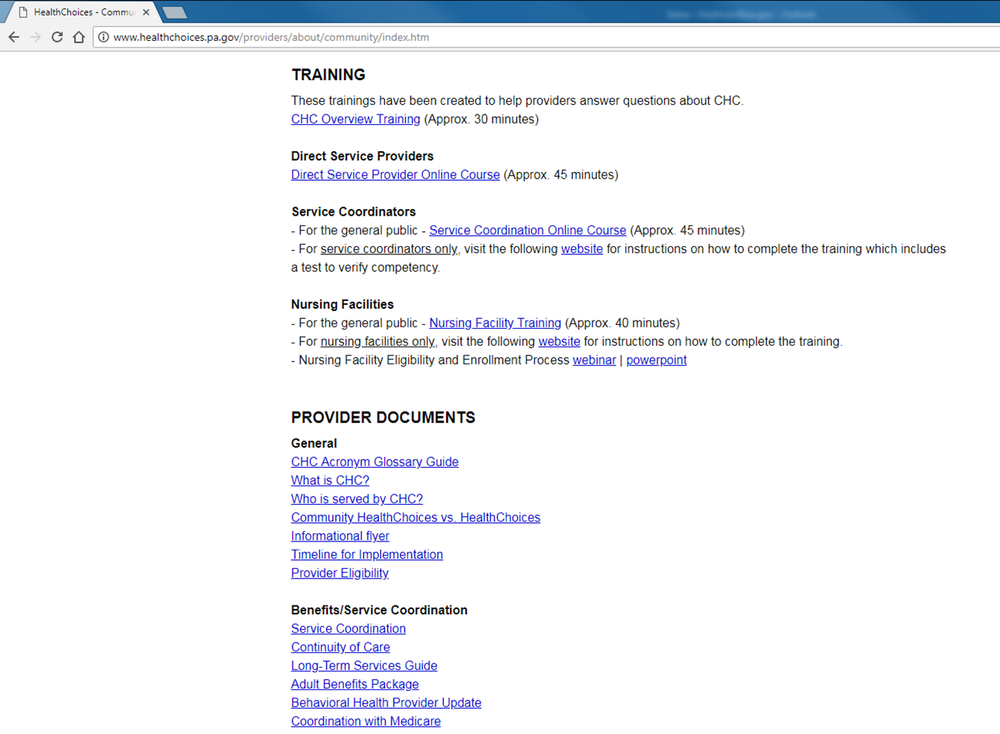 HealthChoices - Commu
www.healthchoices.pa.gov/providers/about/community/index.htm
TRAINING
These trainings have been created to help providers answer questions about CHC.
CHC Overview Training (Approx. 30 minutes)
Direct Service Providers
Direct Service Provider Online Course (Approx. 45 minutes)
Service Coordinators
- For the general public - Service Coordination Online Course (Approx. 45 minutes)
- For service coordinators only, visit the following website for instructions on how to complete the training which includes
a test to verify competency.
Nursing Facilities
- For the general public - Nursing Facility Training (Approx. 40 minutes)
- For nursing facilities only, visit the following website for instructions on how to complete the training.
- Nursing Facility Eligibility and Enrollment Process webinar | powerpoint
PROVIDER DOCUMENTS
General
CHC Acronym Glossary Guide
What is CHC?
Who is served by CHC?
Community HealthChoices vs. HealthChoices
Informational flyer
Timeline for Implementation
Provider Eligibility
Benefits/Service Coordination
Service Coordination
Continuity of Care
Long-Term Services Guide
Adult Benefits Package
Behavioral Health Provider Update
Coordination with Medicare